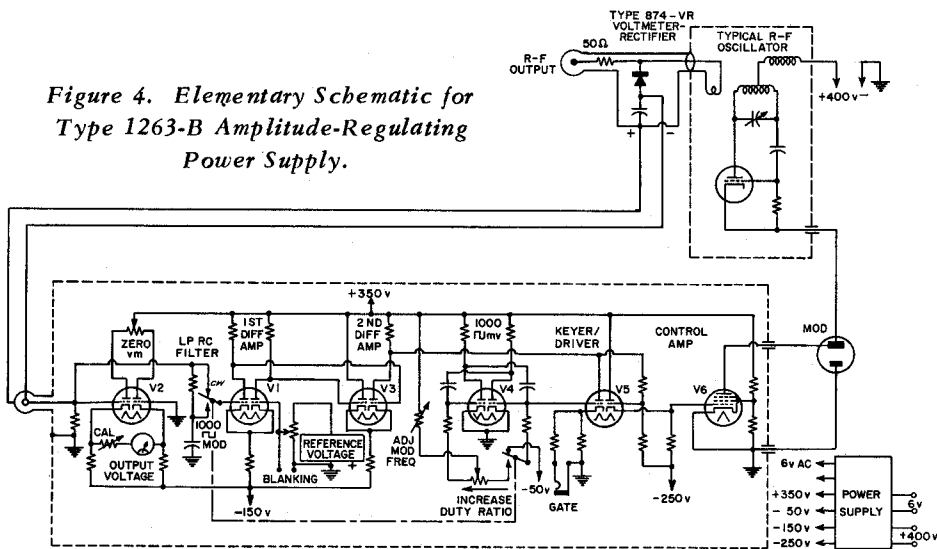 Figure 4. Elementary Schematic for
Type 1263-B Amplitude-Regulating
Power Supply.
TYPE 874-VR
VOLTMETER-
RECTIFIER
50Ω
R-F
OUTPUT
+
−
TYPICAL R-F
OSCILLATOR
+400v−
+350v
ZERO
vm
LP RC
FILTER
1ST
DIFF
AMP
2ND
DIFF
AMP
1000
⊓mv
KEYER/
DRIVER
CONTROL
AMP
MOD
V2
CW
V1
V3
V4
V5
V6
CAL
1000
⊓
MOD
OUTPUT
VOLTAGE
REFERENCE
VOLTAGE
+
BLANKING
ADJ
MOD
FREQ
-150v
INCREASE
DUTY RATIO
-50v
GATE
-250v
6v AC
+350v
- 50v
-150v
-250v
POWER
SUPPLY
6v
+400v